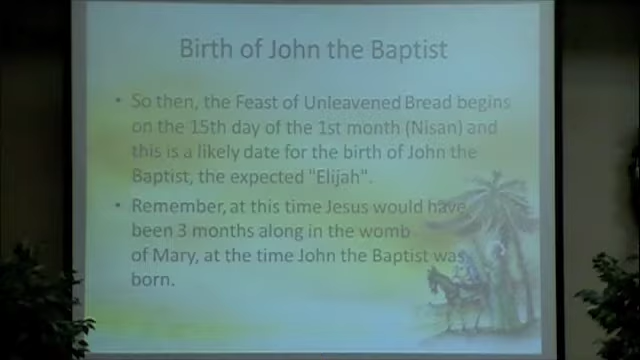 Birth of John the Baptist
• So then, the Feast of Unleavened Bread begins
on the 15th day of the 1st month (Nisan) and
this is a likely date for the birth of John the
Baptist, the expected "Elijah".
• Remember, at this time Jesus would have
been 3 months along in the womb
of Mary, at the time John the Baptist was
born.